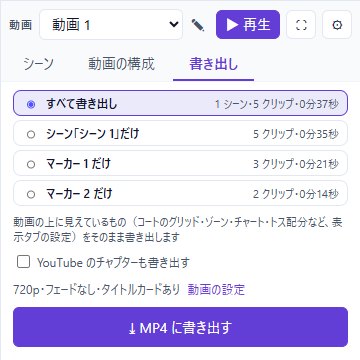 動画 動画 1 再生
シーン 動画の構成 書き出し
すべて書き出し 1 シーン・5 クリップ・0分37秒
シーン「シーン 1」だけ 5 クリップ・0分35秒
マーカー 1 だけ 3 クリップ・0分21秒
マーカー 2 だけ 2 クリップ・0分14秒
動画の上に見えているもの（コートのグリッド・ゾーン・チャート・トス配分など、表
示タブの設定）をそのまま書き出します
YouTube のチャプターも書き出す
720p・フェードなし・タイトルカードあり 動画の設定
⤓ MP4 に書き出す